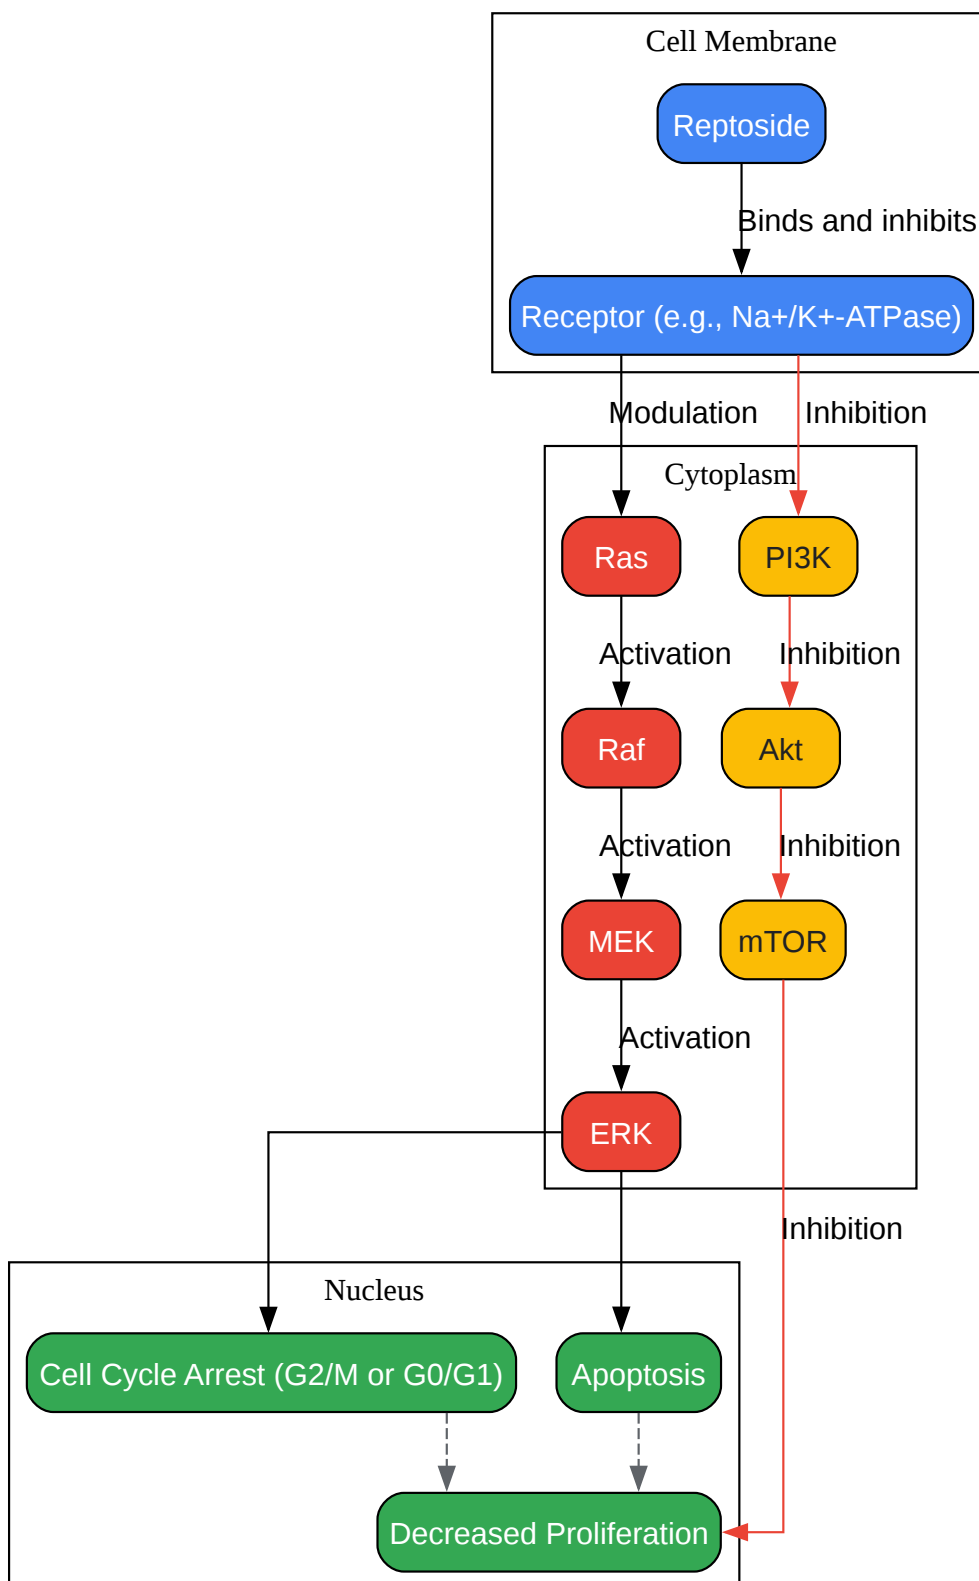 Cell Membrane
Reptoside
Binds and inhibits
Receptor (e.g., Na+/K+-ATPase)
Modulation
Inhibition
Cytoplasm
Ras
PI3K
Activation
Inhibition
Raf
Akt
Activation
Inhibition
MEK
mTOR
Activation
ERK
Inhibition
Nucleus
Cell Cycle Arrest (G2/M or G0/G1)
Apoptosis
Decreased Proliferation